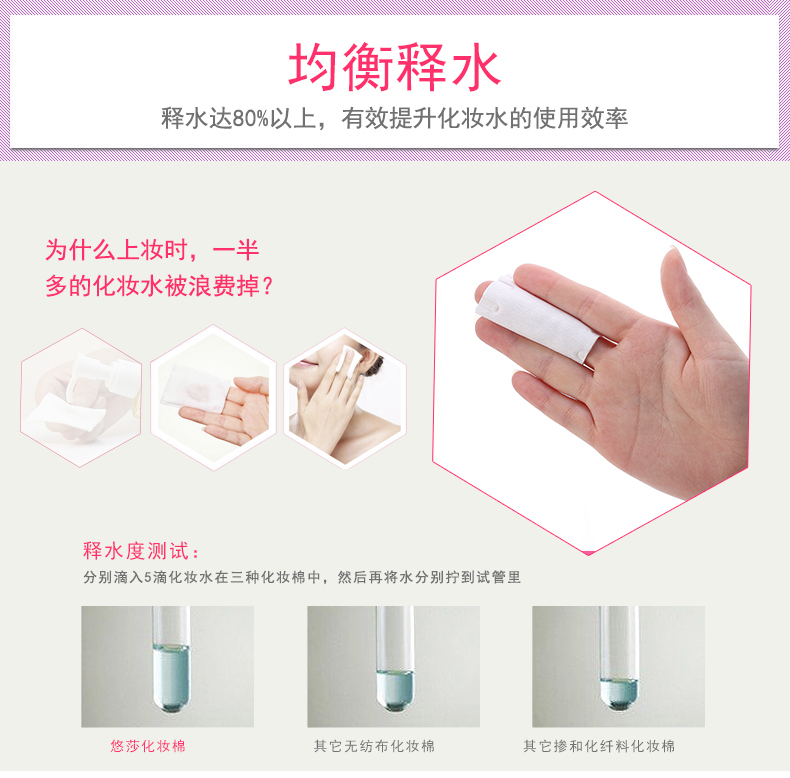 均衡释水
释水达80%以上，有效提升化妆水的使用效率
为什么上妆时，一半
多的化妆水被浪费掉？
释水度测试：
分别滴入5滴化妆水在三种化妆棉中，然后再将水分别拧到试管里
悠莎化妆棉
其它无纺布化妆棉
其它掺和化纤料化妆棉